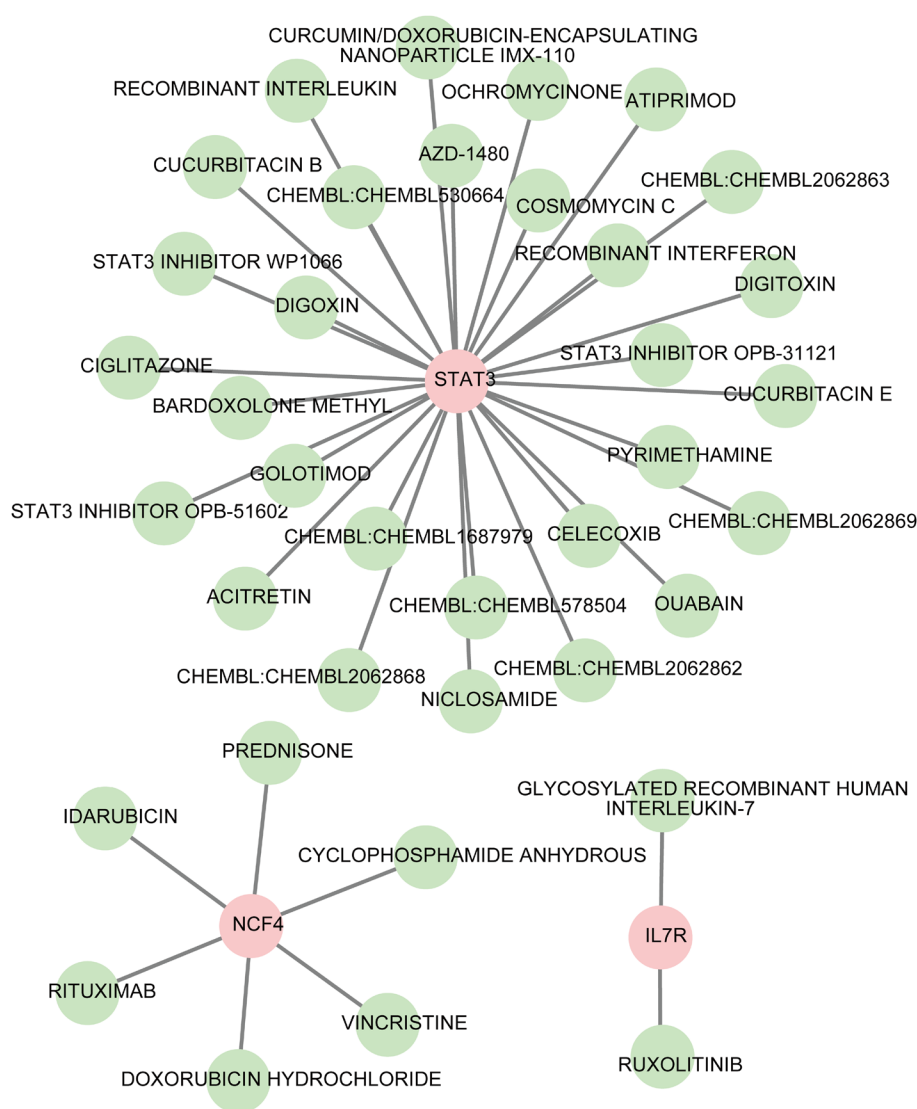 CURCUMIN/DOXORUBICIN-ENCAPSULATING
NANOPARTICLE IMX-110
RECOMBINANT INTERLEUKIN
OCHROMYCINONE
ATIPRIMOD
CUCURBITACIN B
AZD-1480
CHEMBL:CHEMBL2062863
CHEMBL:CHEMBL530664
COSMOMYCIN C
STAT3 INHIBITOR WP1066
RECOMBINANT INTERFERON
DIGOXIN
DIGITOXIN
CIGLITAZONE
STAT3
STAT3 INHIBITOR OPB-31121
BARDOXOLONE METHYL
CUCURBITACIN E
GOLOTIMOD
PYRIMETHAMINE
STAT3 INHIBITOR OPB-51602
CHEMBL:CHEMBL2062869
CHEMBL:CHEMBL1687979
CELECOXIB
ACITRETIN
CHEMBL:CHEMBL578504
OUABAIN
CHEMBL:CHEMBL2062868
CHEMBL:CHEMBL2062862
NICLOSAMIDE
PREDNISONE
IDARUBICIN
CYCLOPHOSPHAMIDE ANHYDROUS
NCF4
RITUXIMAB
VINCRISTINE
DOXORUBICIN HYDROCHLORIDE
GLYCOSYLATED RECOMBINANT HUMAN
INTERLEUKIN-7
IL7R
RUXOLITINIB